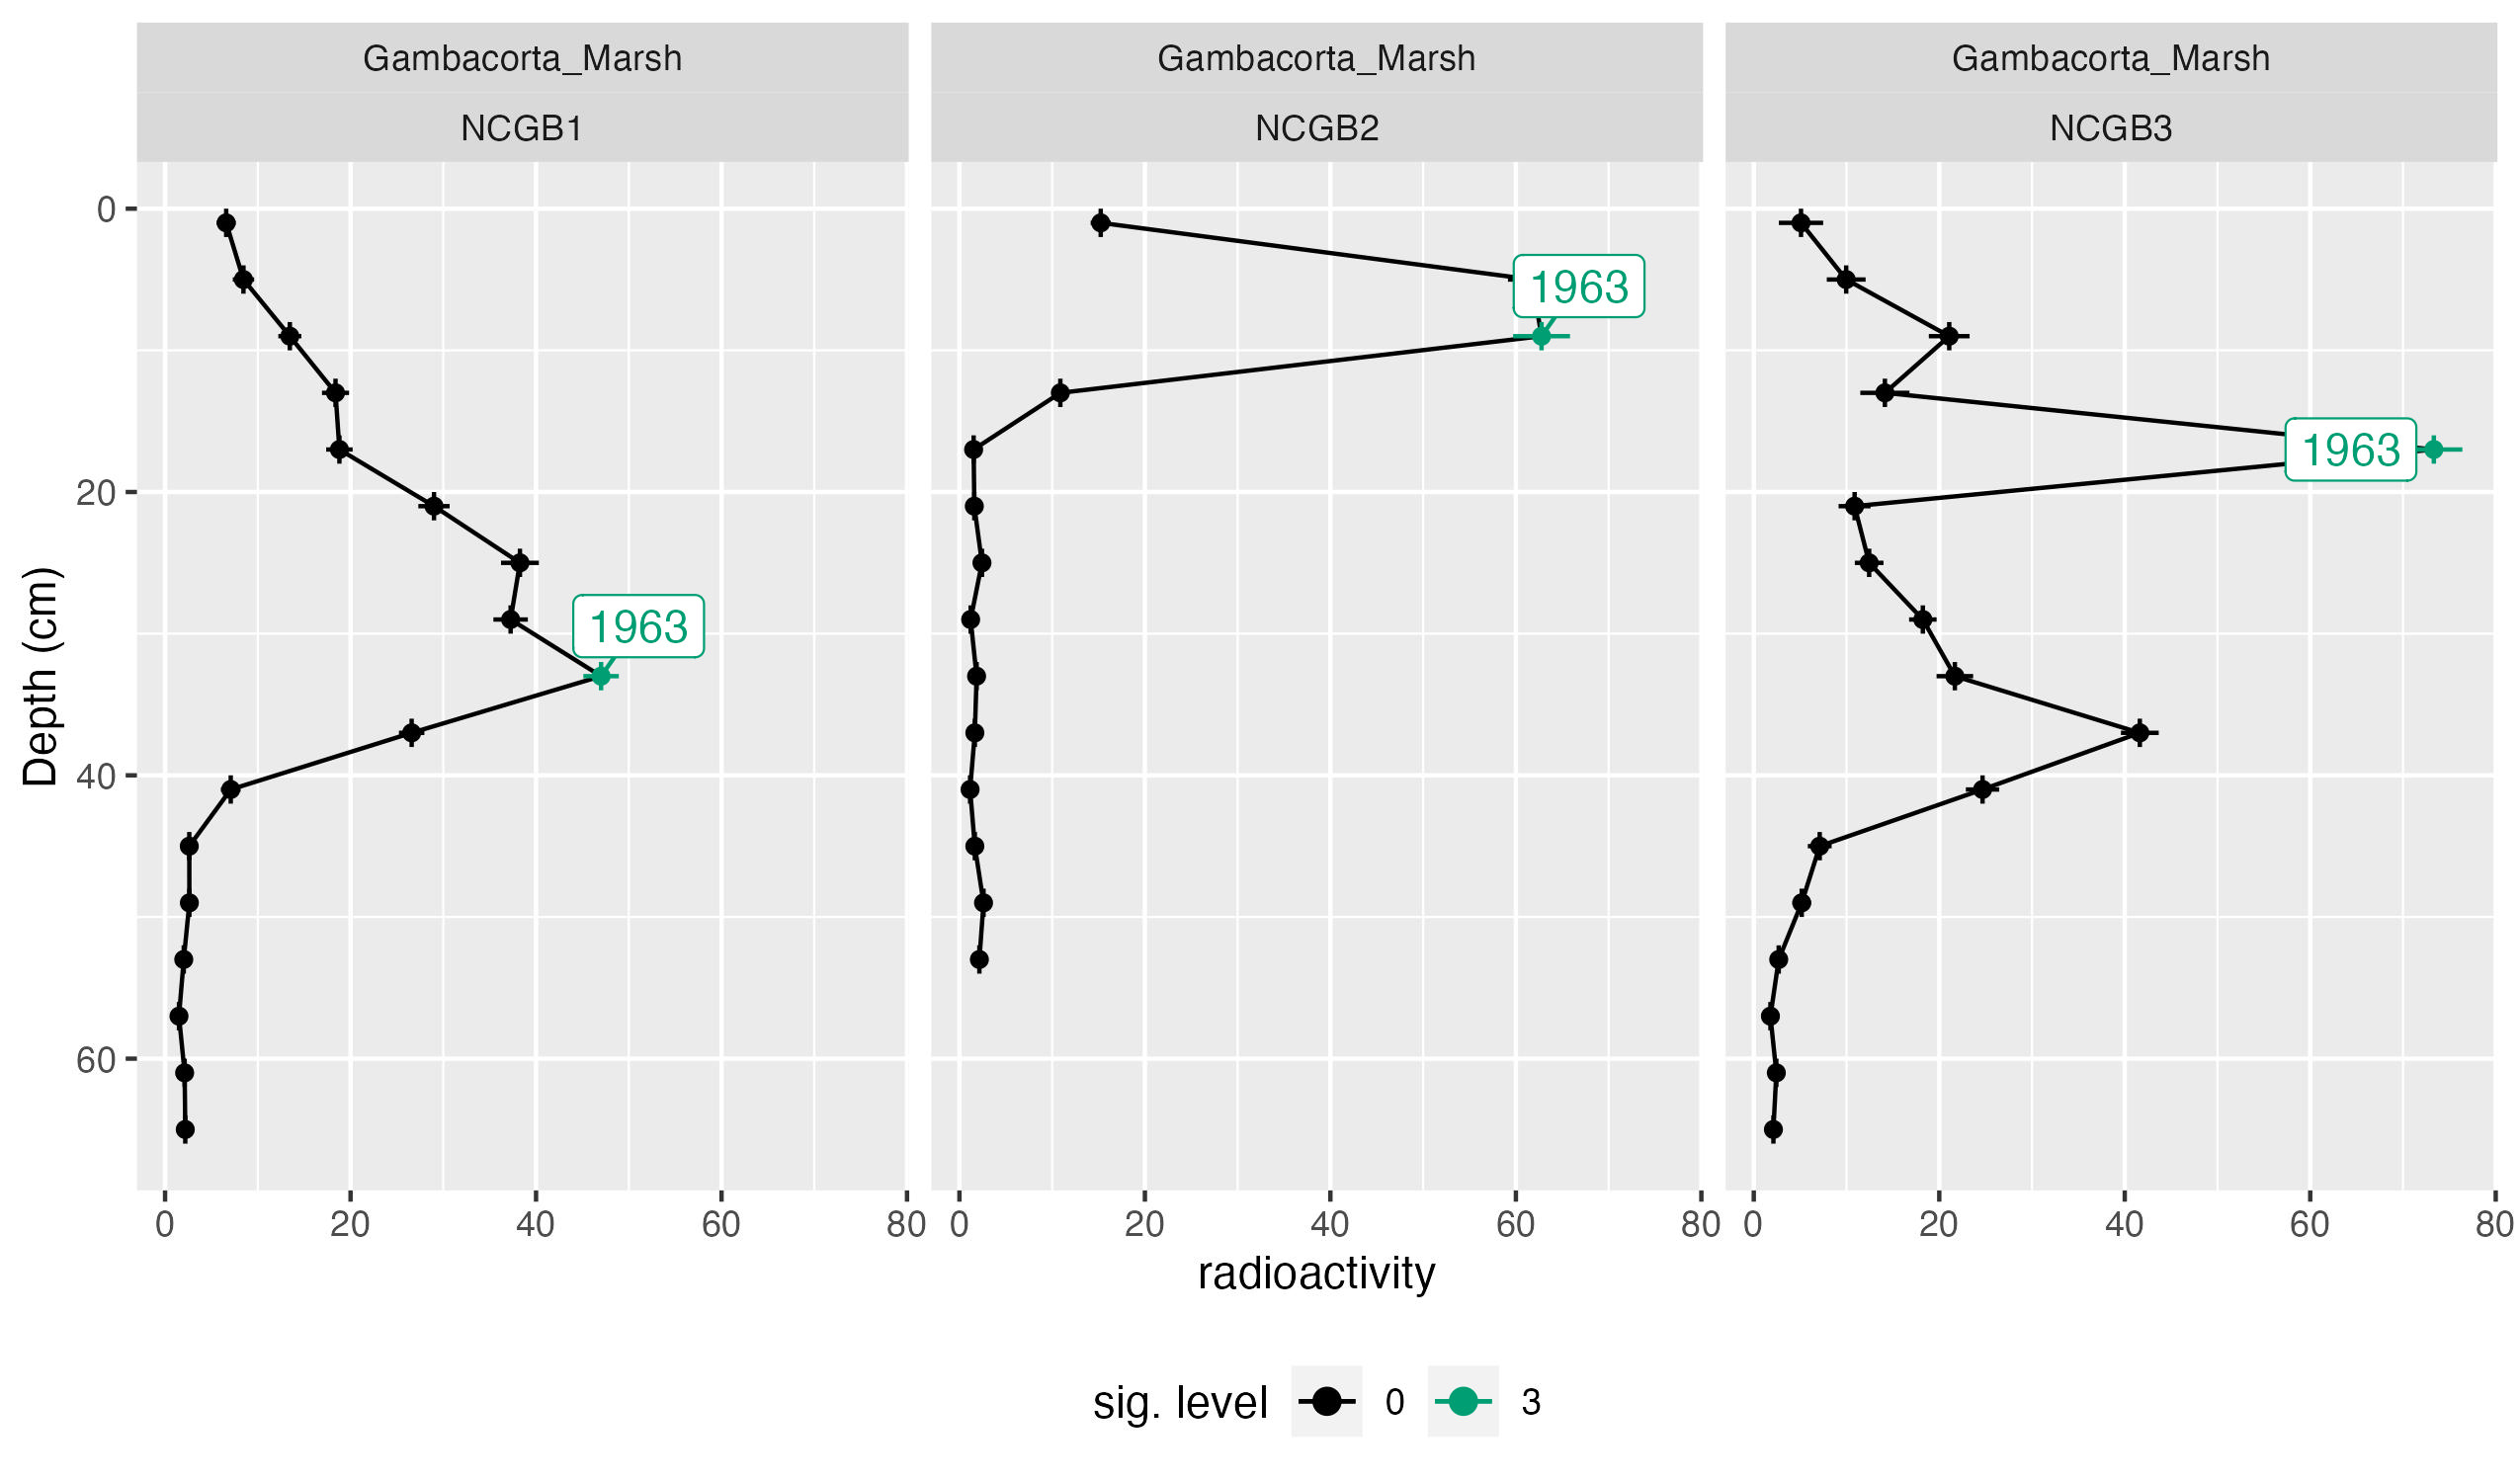 Gambacorta_Marsh Gambacorta_Marsh Gambacorta_Marsh
NCGB1 NCGB2 NCGB3
0
1963
1963
20
1963
Depth (cm)
40
60
0 20 40 60 80 0 20 40 60 80 0 20 40 60 80
radioactivity
sig. level 0 3